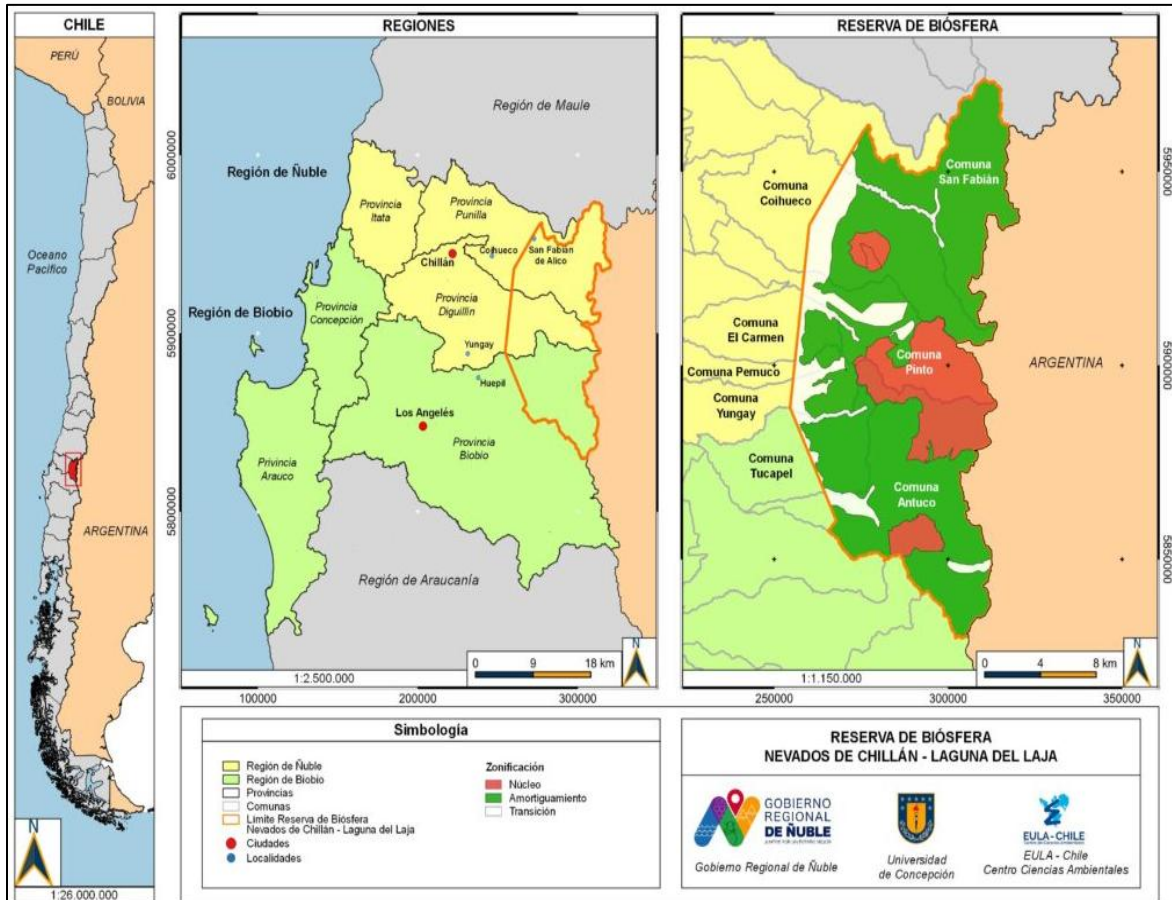 CHILE
PERÚ
BOLIVIA
Oceano
Pacifico
ARGENTINA
N
1:26.000.000
REGIONES
Región de Maule
Región de Ñuble
Provincia
Itata
Provincia
Punilla
Cohueco
San Fabián
de Alico
Chillán
Región de Biobio
Provincia
Concepción
Provincia
Diguillín
Yungay
Huepil
Los Angelés
Provincia
Biobio
Privincia
Arauco
Región de Araucanía
6000000
5900000
5800000
0 9 18 km
N
1:2.500.000
100000 200000 300000
RESERVA DE BIÓSFERA
Comuna
San Fabián
Comuna
Coihueco
Comuna
El Carmen
Comuna Pemuco
Comuna
Yungay
Comuna
Pinto
ARGENTINA
Comuna
Tucapel
Comuna
Antuco
5950000
5900000
5850000
0 4 8 km
N
1:1.150.000
250000 300000 350000
Simbología
Región de Ñuble
Región de Biobio
Provincias
Comunas
Límite Reserva de Biósfera
Nevados de Chillán - Laguna del Laja
Ciudades
Localidades
Zonificación
Núcleo
Amortiguamiento
Transición
RESERVA DE BIÓSFERA
NEVADOS DE CHILLÁN - LAGUNA DEL LAJA
GOBIERNO
REGIONAL
DE ÑUBLE
Gobierno Regional de Ñuble
Universidad
de Concepción
EULA-CHILE
EULA - Chile
Centro Ciencias Ambientales